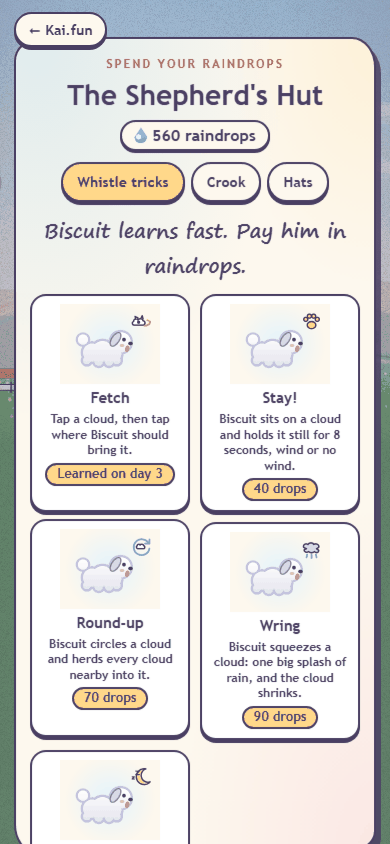 ← Kai.fun
SPEND YOUR RAINDROPS
The Shepherd's Hut
560 raindrops
Whistle tricks
Crook
Hats
Biscuit learns fast. Pay him in
raindrops.
Fetch
Tap a cloud, then tap
where Biscuit should
bring it.
Learned on day 3
Stay!
Biscuit sits on a cloud
and holds it still for 8
seconds, wind or no
wind.
40 drops
Round-up
Biscuit circles a cloud
and herds every cloud
nearby into it.
70 drops
Wring
Biscuit squeezes a
cloud: one big splash of
rain, and the cloud
shrinks.
90 drops